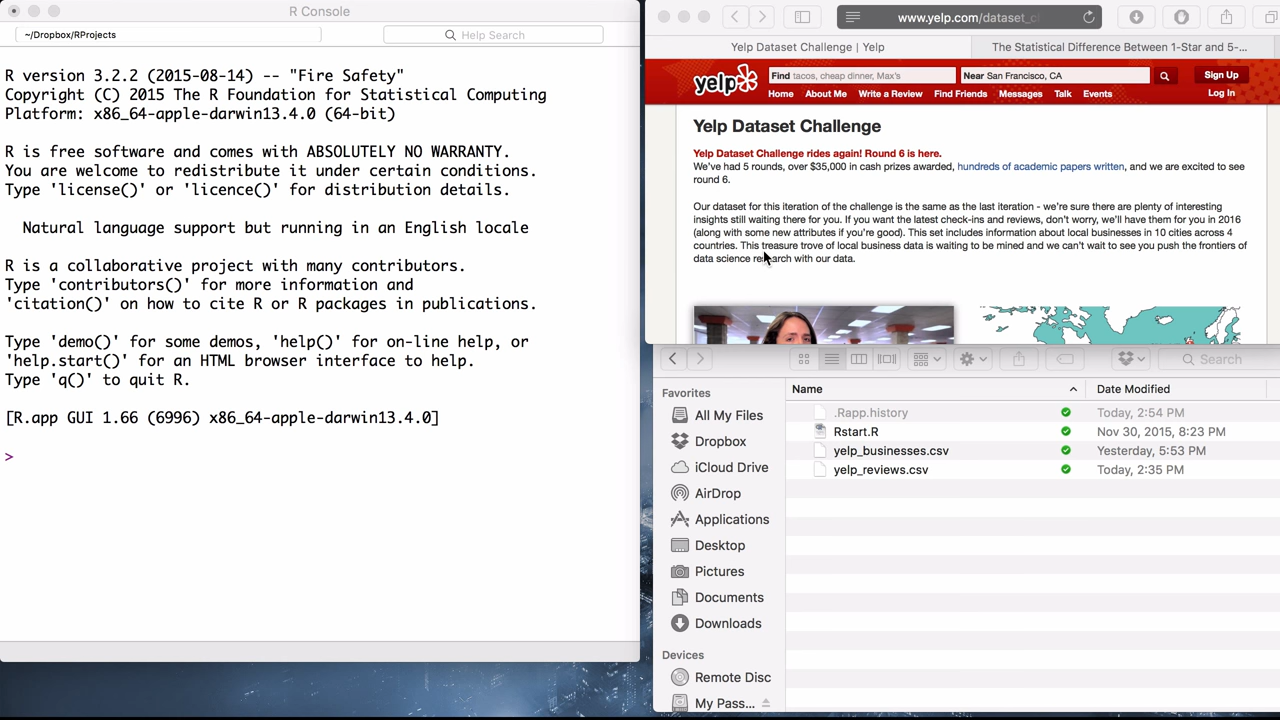 R Console
~/Dropbox/RProjects
Help Search
R version 3.2.2 (2015-08-14) -- "Fire Safety"
Copyright (C) 2015 The R Foundation for Statistical Computing
Platform: x86_64-apple-darwin13.4.0 (64-bit)
R is free software and comes with ABSOLUTELY NO WARRANTY.
You are welcome to redistribute it under certain conditions.
Type 'license()' or 'licence()' for distribution details.
Natural language support but running in an English locale
R is a collaborative project with many contributors.
Type 'contributors()' for more information and
'citation()' on how to cite R or R packages in publications.
Type 'demo()' for some demos, 'help()' for on-line help, or
'help.start()' for an HTML browser interface to help.
Type 'q()' to quit R.
[R.app GUI 1.66 (6996) x86_64-apple-darwin13.4.0]
>
www.yelp.com/dataset_c
Yelp Dataset Challenge | Yelp
The Statistical Difference Between 1-Star and 5-...
yelp
Find tacos, cheap dinner, Max's
Near San Francisco, CA
Sign Up
Home About Me Write a Review Find Friends Messages Talk Events
Log In
Yelp Dataset Challenge
Yelp Dataset Challenge rides again! Round 6 is here.
We've had 5 rounds, over $35,000 in cash prizes awarded, hundreds of academic papers written, and we are excited to see
round 6.
Our dataset for this iteration of the challenge is the same as the last iteration - we're sure there are plenty of interesting
insights still waiting there for you. If you want the latest check-ins and reviews, don't worry, we'll have them for you in 2016
(along with some new attributes if you're good). This set includes information about local businesses in 10 cities across 4
countries. This treasure trove of local business data is waiting to be mined and we can't wait to see you push the frontiers of
data science research with our data.
Search
Favorites
All My Files
Dropbox
iCloud Drive
AirDrop
Applications
Desktop
Pictures
Documents
Downloads
Devices
Remote Disc
My Pass...
Name Date Modified
.Rapp.history Today, 2:54 PM
Rstart.R Nov 30, 2015, 8:23 PM
yelp_businesses.csv Yesterday, 5:53 PM
yelp_reviews.csv Today, 2:35 PM